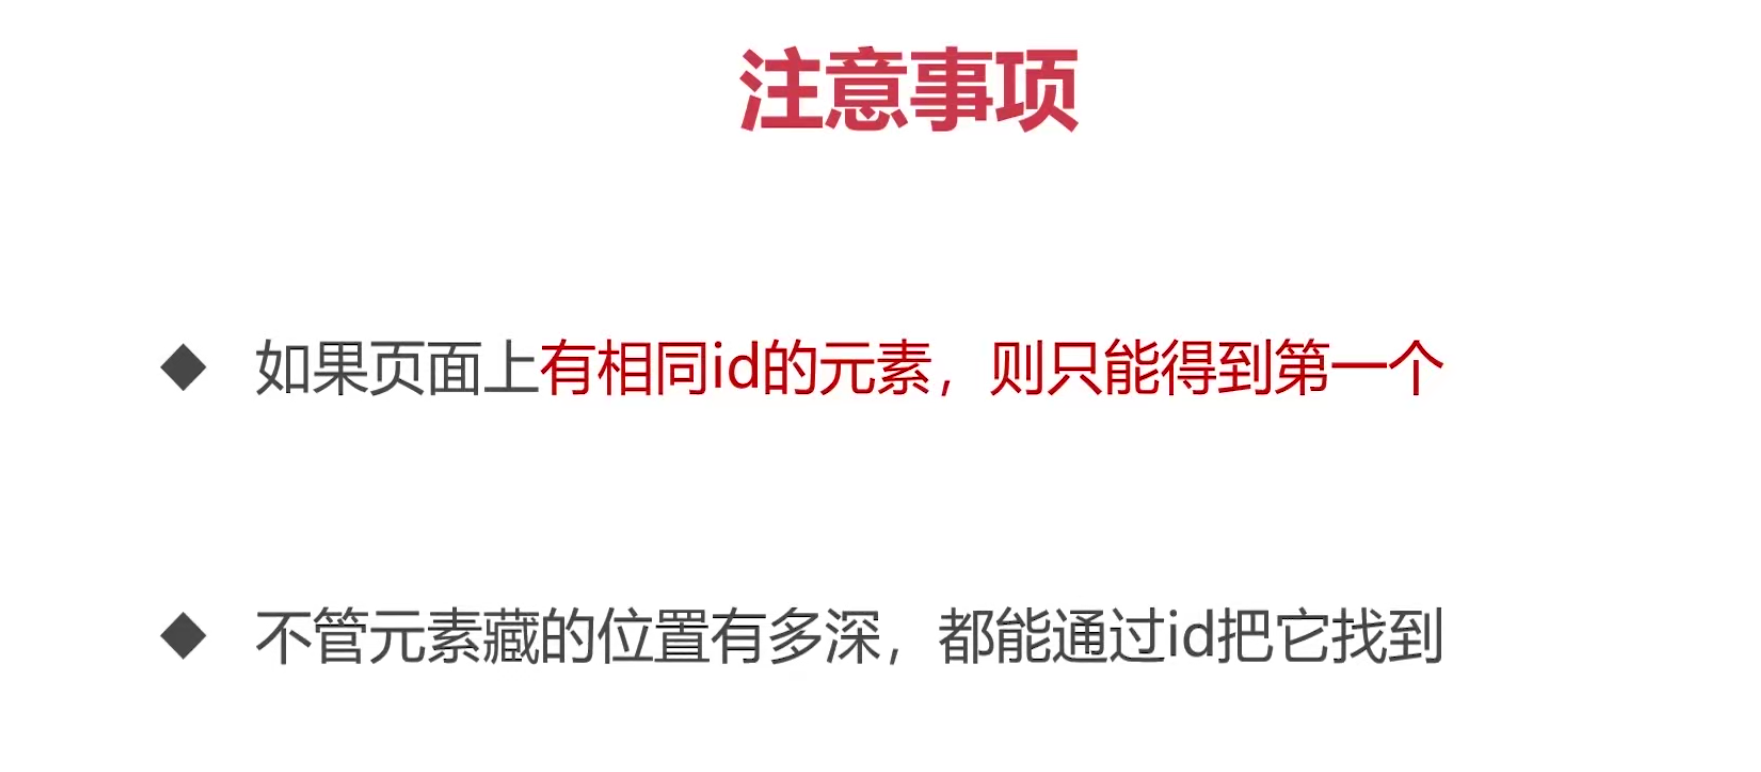 注意事项
◆ 如果页面上有相同id的元素，则只能得到第一个
◆ 不管元素藏的位置有多深，都能通过id把它找到